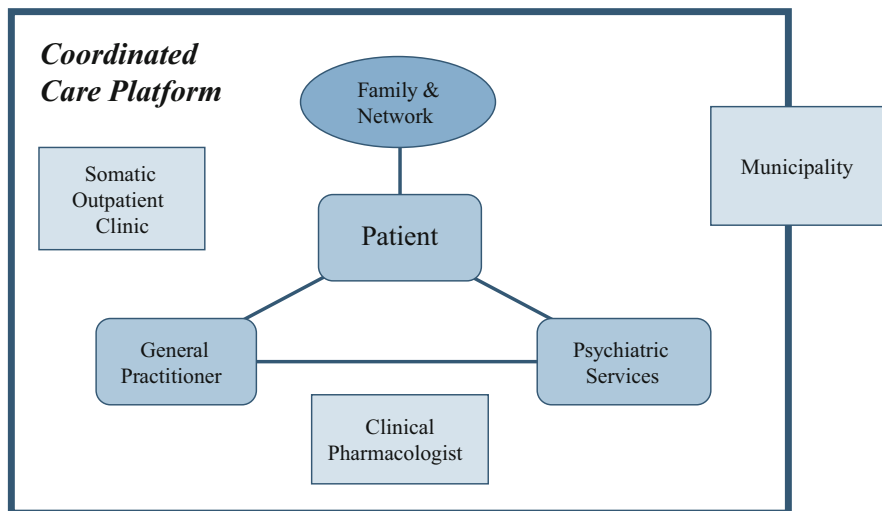 Coordinated
Care Platform
Family &
Network
Municipality
Somatic
Outpatient
Clinic
Patient
General
Practitioner
Psychiatric
Services
Clinical
Pharmacologist